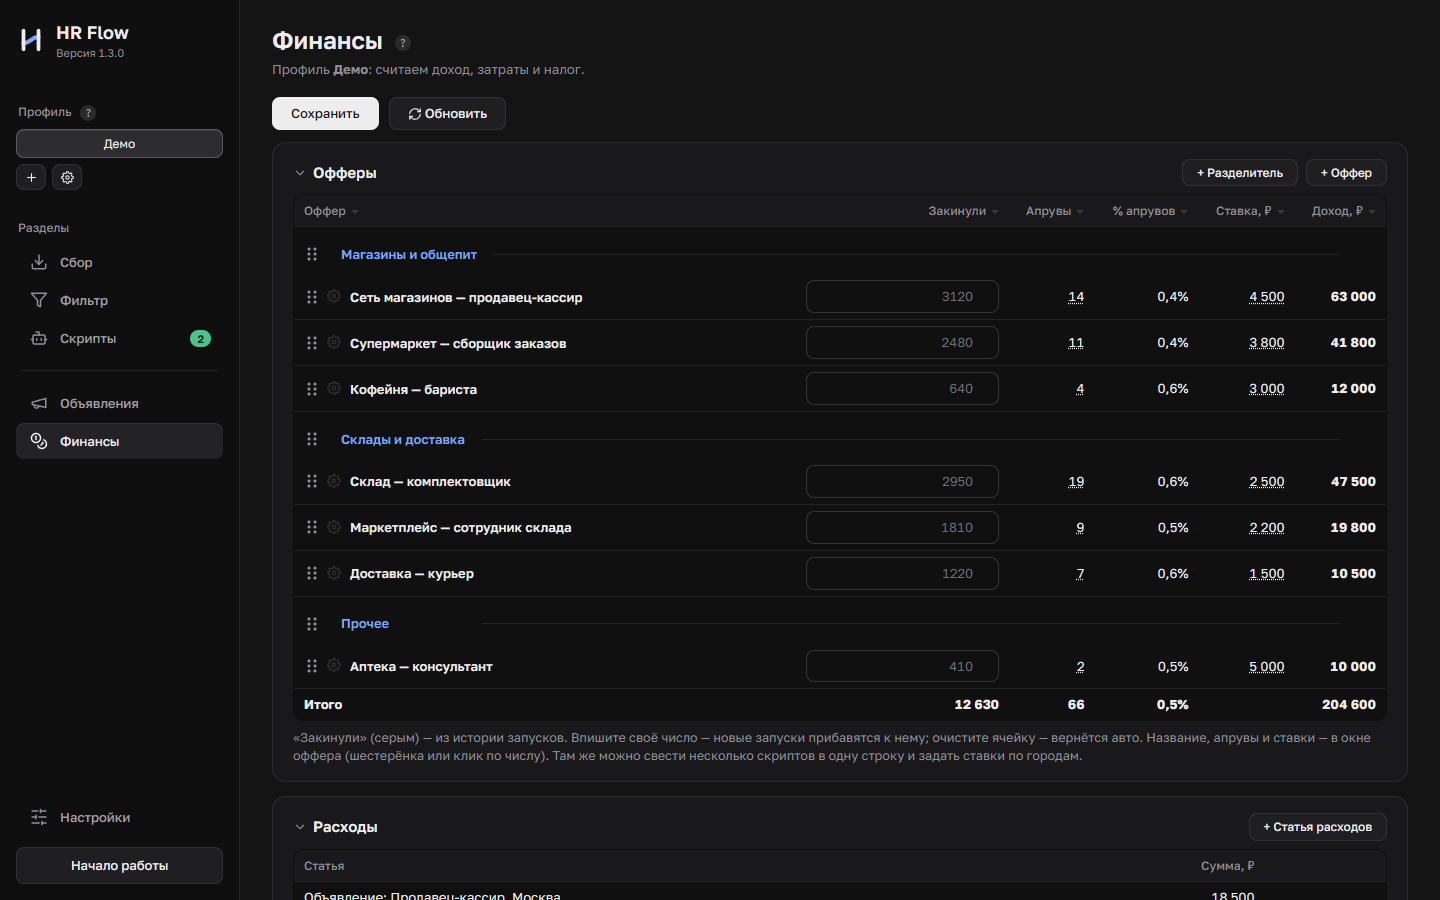 HR Flow
Версия 1.3.0
Профиль ?
Демо
+
Разделы
Сбор
Фильтр
Скрипты 2
Объявления
Финансы
Настройки
Начало работы
Финансы ?
Профиль Демо: считаем доход, затраты и налог.
Сохранить Обновить
Офферы + Разделитель + Оффер
Оффер Закинули Апрувы % апрувов Ставка, ₽ Доход, ₽
Магазины и общепит
Сеть магазинов — продавец-кассир 3120 14 0,4% 4 500 63 000
Супермаркет — сборщик заказов 2480 11 0,4% 3 800 41 800
Кофейня — бариста 640 4 0,6% 3 000 12 000
Склады и доставка
Склад — комплектовщик 2950 19 0,6% 2 500 47 500
Маркетплейс — сотрудник склада 1810 9 0,5% 2 200 19 800
Доставка — курьер 1220 7 0,6% 1 500 10 500
Прочее
Аптека — консультант 410 2 0,5% 5 000 10 000
Итого 12 630 66 0,5% 204 600
«Закинули» (серым) — из истории запусков. Впишите своё число — новые запуски прибавятся к нему; очистите ячейку — вернётся авто. Название, апрувы и ставки — в окне
оффера (шестерёнка или клик по числу). Там же можно свести несколько скриптов в одну строку и задать ставки по городам.
Расходы + Статья расходов
Статья Сумма, ₽
Объявление: Продавец-кассир, Москва 18 500